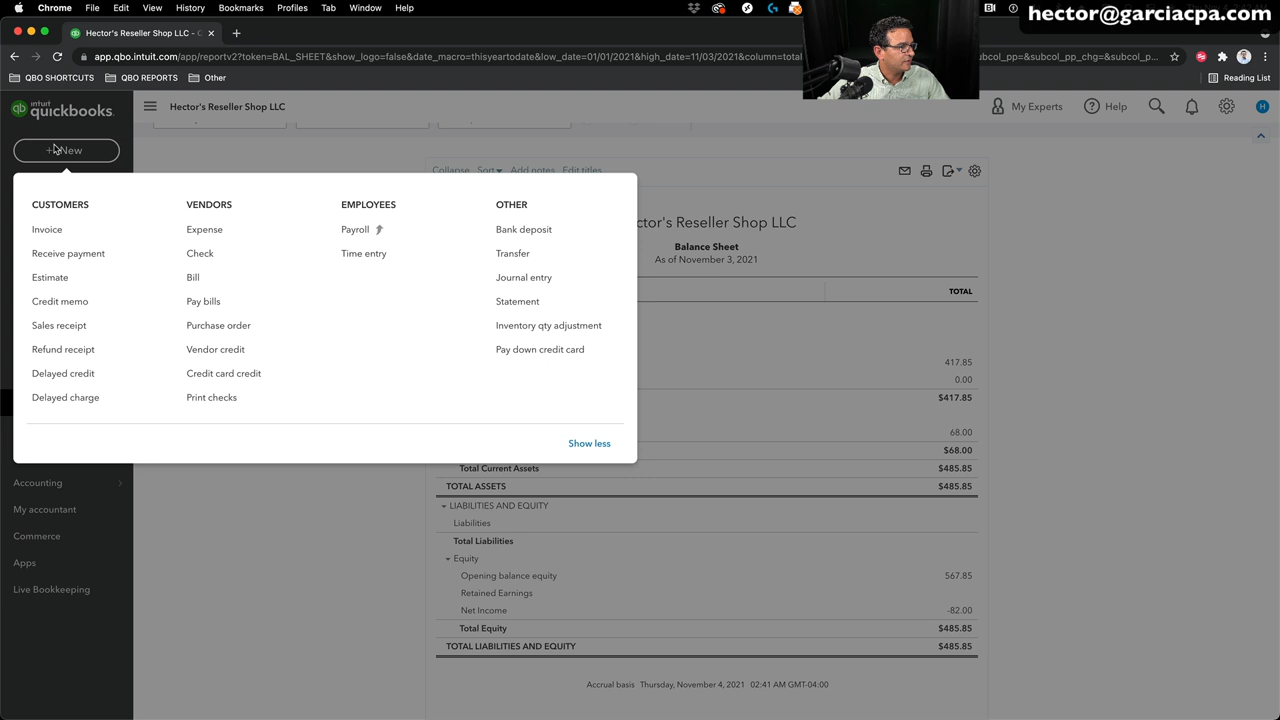 Chrome File Edit View History Bookmarks Profiles Tab Window Help
hector@garciacpa.com
Hector's Reseller Shop LLC - C
app.qbo.intuit.com/app/reportv2?token=BAL_SHEET&show_logo=false&date_macro=thisyeartodate&low_date=01/01/2021&high_date=11/03/2021&column=total
col_pp=&subcol_pp_chg=&subcol_p...
QBO SHORTCUTS QBO REPORTS Other
Reading List
intuit quickbooks.
Hector's Reseller Shop LLC
My Experts Help
H
+ New
Collapse Sort Add notes Edit titles
CUSTOMERS VENDORS EMPLOYEES OTHER
Invoice Expense Payroll Bank deposit
Receive payment Check Time entry Transfer
Estimate Bill Journal entry
Credit memo Pay bills Statement
Sales receipt Purchase order Inventory qty adjustment
Refund receipt Vendor credit Pay down credit card
Delayed credit Credit card credit
Delayed charge Print checks
Show less
ctor's Reseller Shop LLC
Balance Sheet
As of November 3, 2021
TOTAL
417.85
0.00
$417.85
68.00
$68.00
Total Current Assets $485.85
TOTAL ASSETS $485.85
LIABILITIES AND EQUITY
Liabilities
Total Liabilities
Equity
Opening balance equity 567.85
Retained Earnings
Net Income -82.00
Total Equity $485.85
TOTAL LIABILITIES AND EQUITY $485.85
Accrual basis Thursday, November 4, 2021 02:41 AM GMT-04:00
Accounting
My accountant
Commerce
Apps
Live Bookkeeping